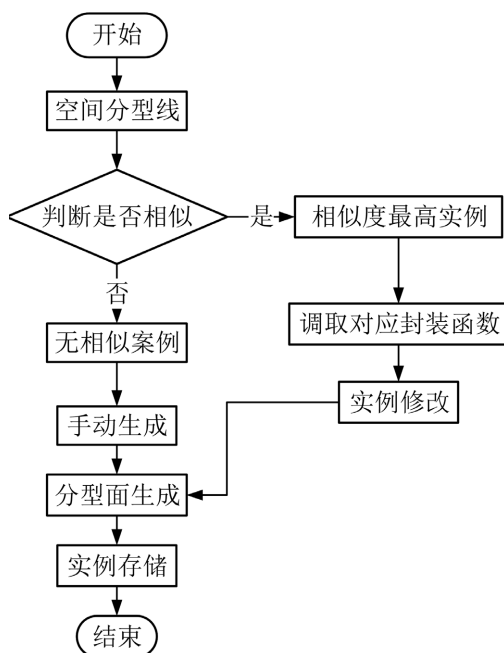 开始
空间分型线
判断是否相似
是
相似度最高实例
否
调取对应封装函数
无相似案例
实例修改
手动生成
分型面生成
实例存储
结束